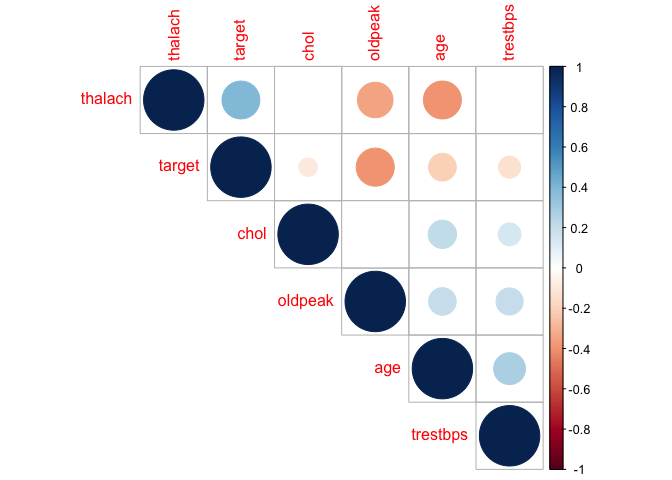 thalach target chol oldpeak age trestbps
thalach
target
chol
oldpeak
age
trestbps
1
0.8
0.6
0.4
0.2
0
-0.2
-0.4
-0.6
-0.8
-1